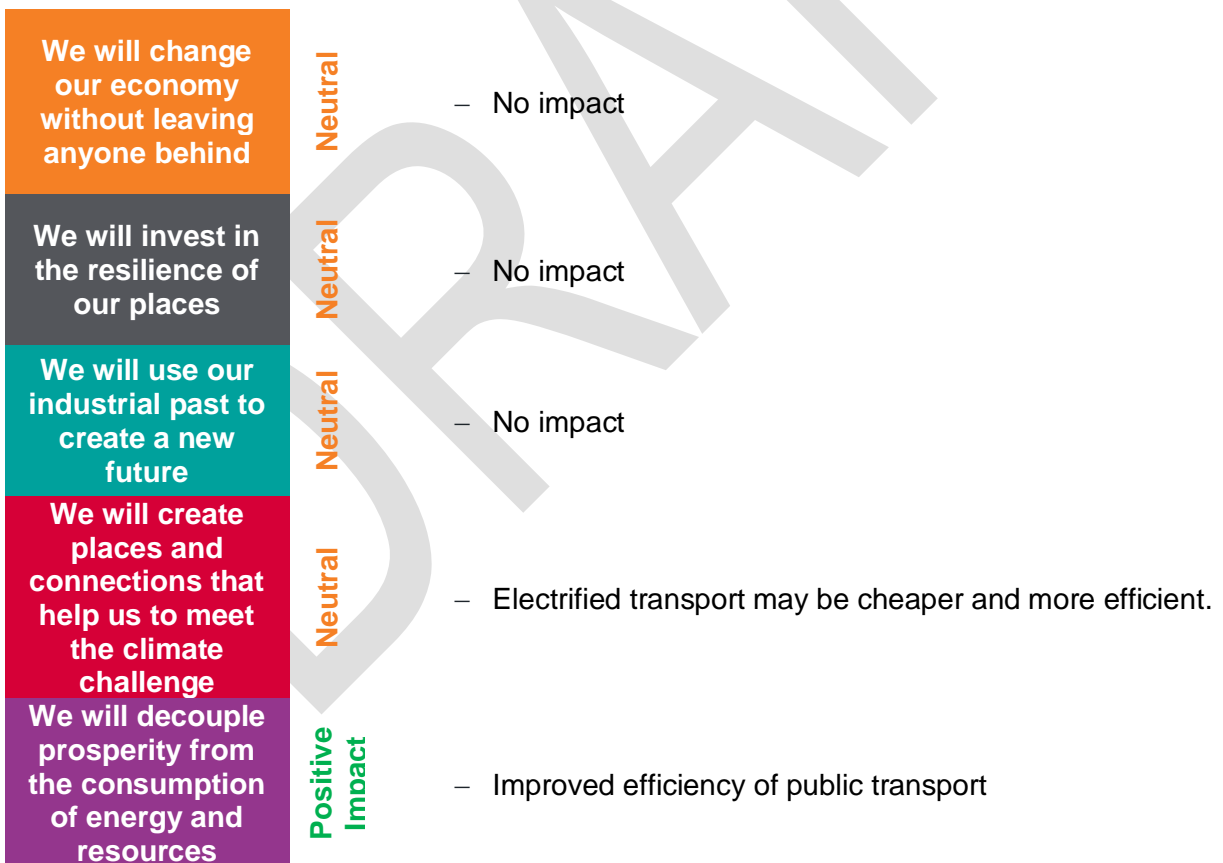 We will change
our economy
without leaving
anyone behind
Neutral
– No impact
We will invest in
the resilience of
our places
Neutral
– No impact
We will use our
industrial past to
create a new
future
Neutral
– No impact
We will create
places and
connections that
help us to meet
the climate
challenge
Neutral
– Electrified transport may be cheaper and more efficient.
We will decouple
prosperity from
the consumption
of energy and
resources
Positive
Impact
– Improved efficiency of public transport
DRA